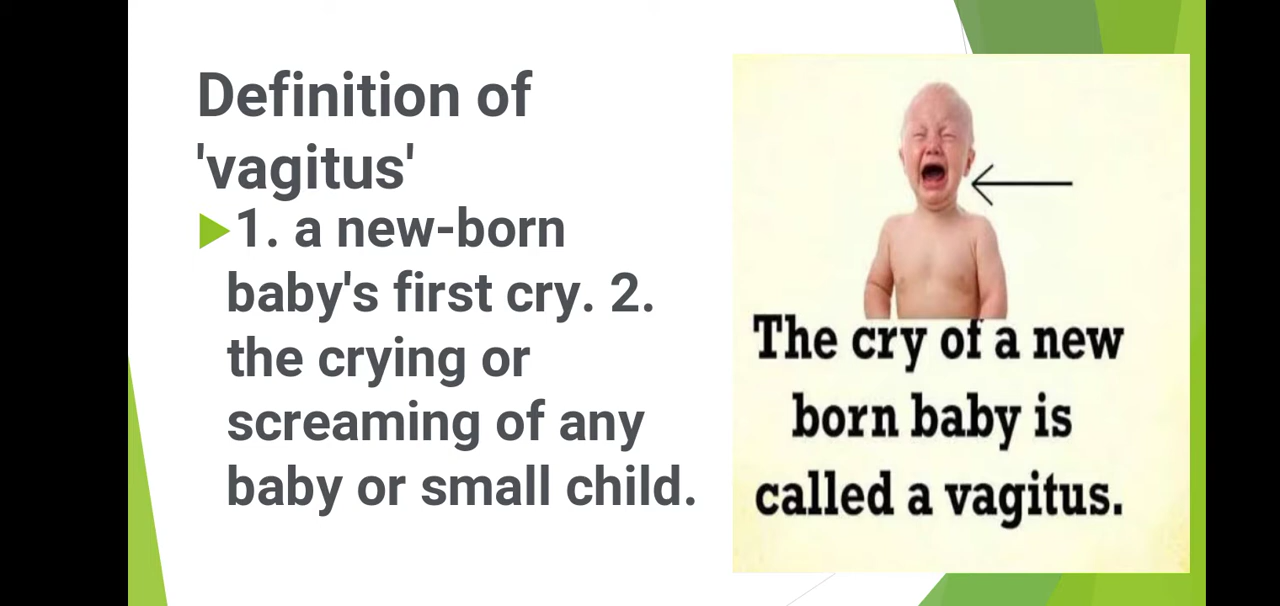 Definition of
'vagitus'
1. a new-born
baby's first cry. 2.
the crying or
screaming of any
baby or small child.
The cry of a new
born baby is
called a vagitus.